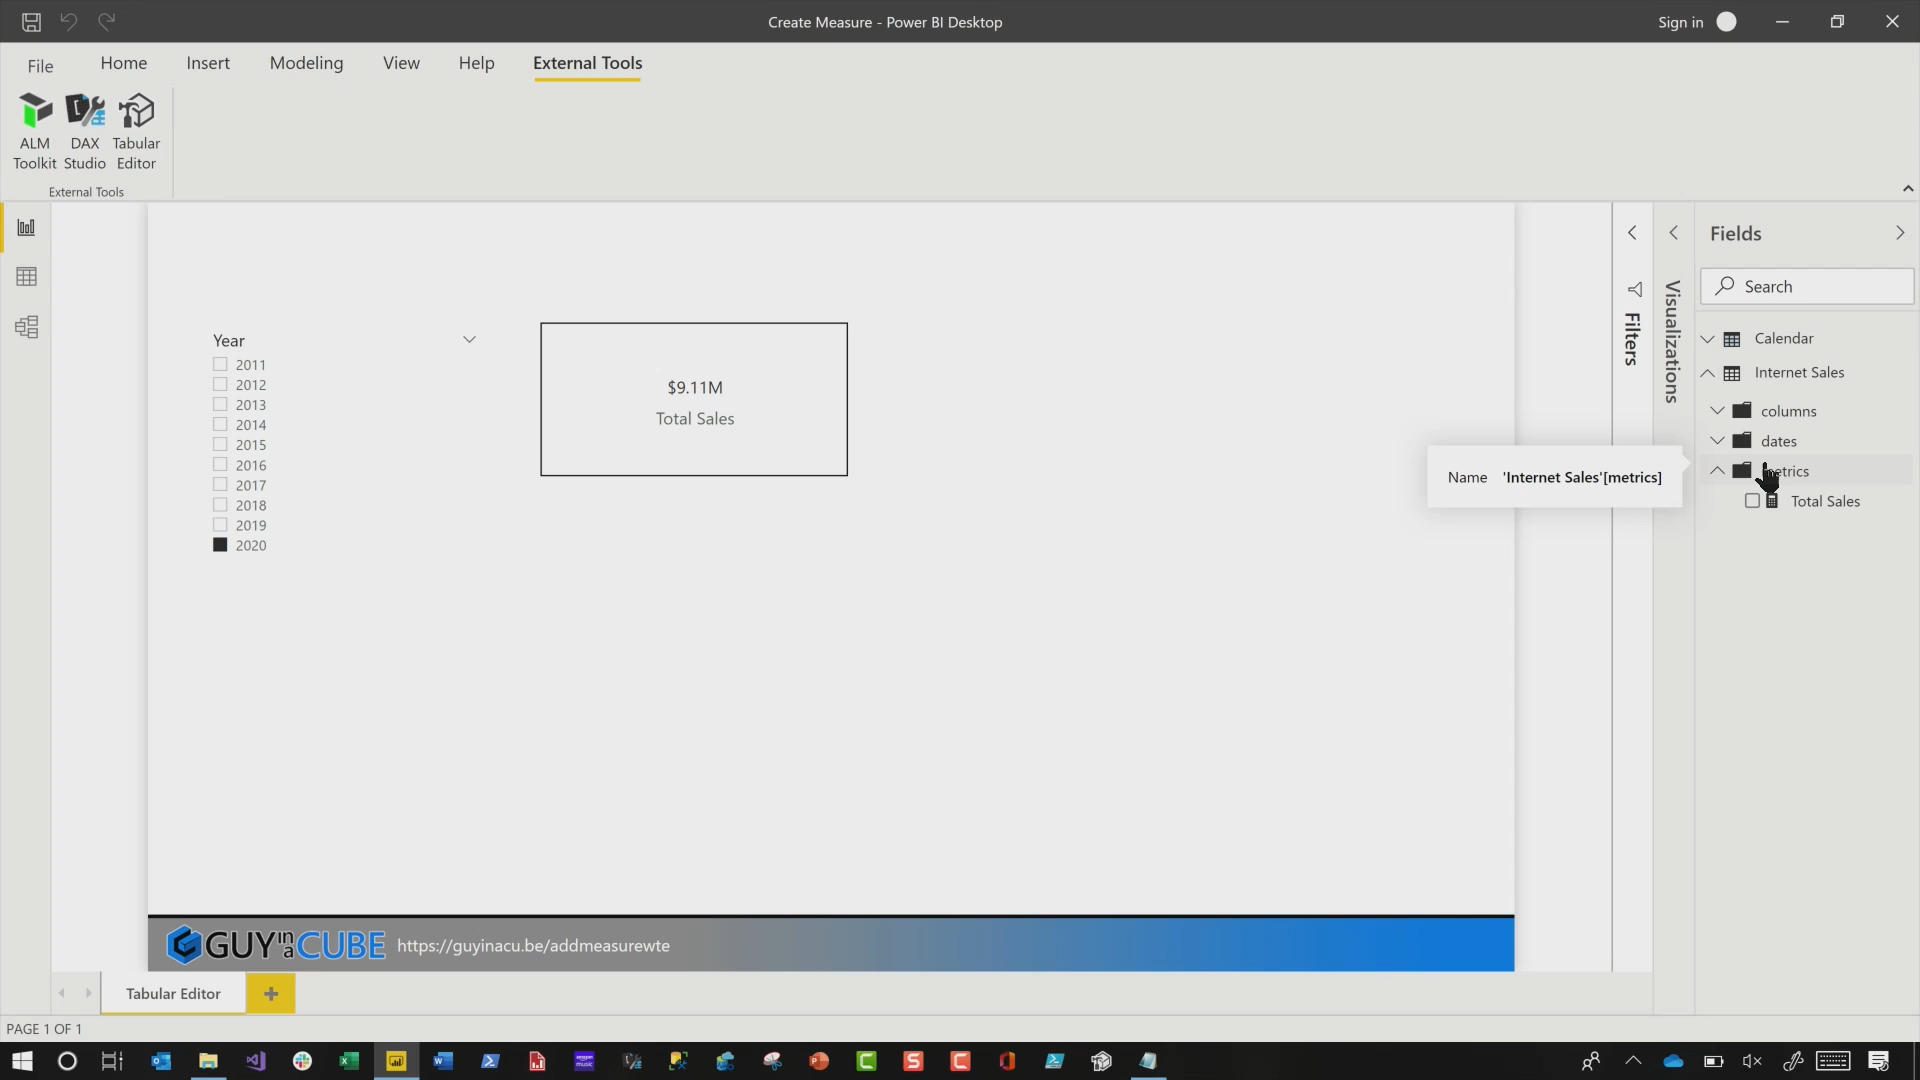 Create Measure - Power BI Desktop
Sign in
File
Home
Insert
Modeling
View
Help
External Tools
ALM Toolkit
DAX Studio
Tabular Editor
External Tools
Year
2011
2012
2013
2014
2015
2016
2017
2018
2019
2020
$9.11M
Total Sales
Filters
Visualizations
Fields
Search
Calendar
Internet Sales
columns
dates
metrics
Total Sales
Name 'Internet Sales'[metrics]
GUY in a CUBE
https://guyinacu.be/addmeasurewte
Tabular Editor
PAGE 1 OF 1